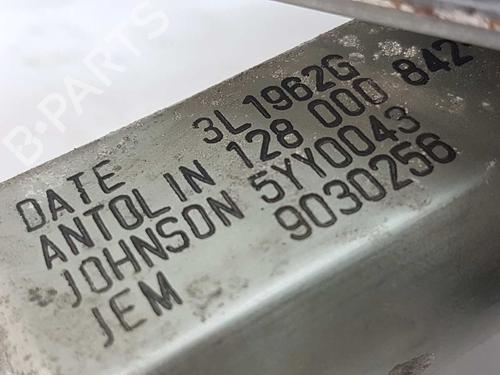 B-PARTS
DATE 3L1962G
ANTOLIN 128 000 842
JOHNSON 5YY0043
JEM 9030256